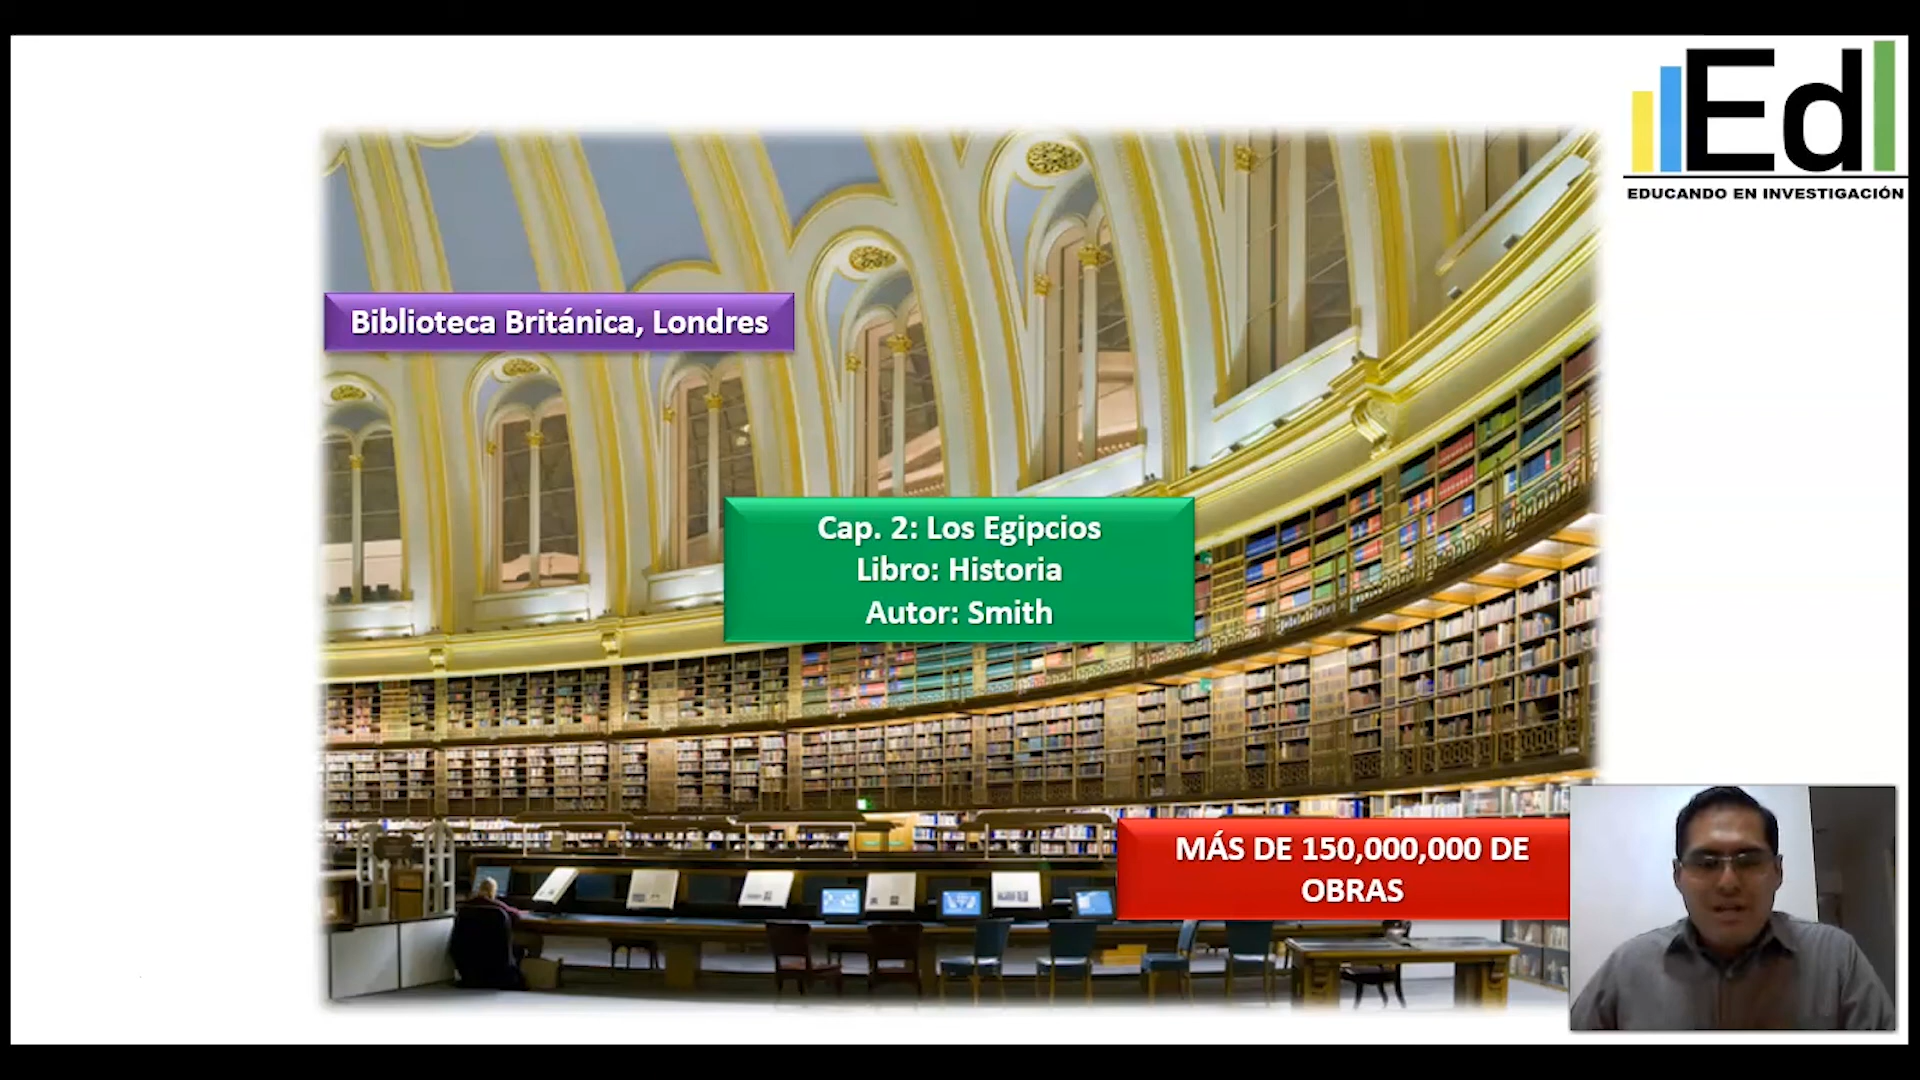 Ed
EDUCANDO EN INVESTIGACIÓN
Biblioteca Británica, Londres
Cap. 2: Los Egipcios
Libro: Historia
Autor: Smith
MÁS DE 150,000,000 DE
OBRAS